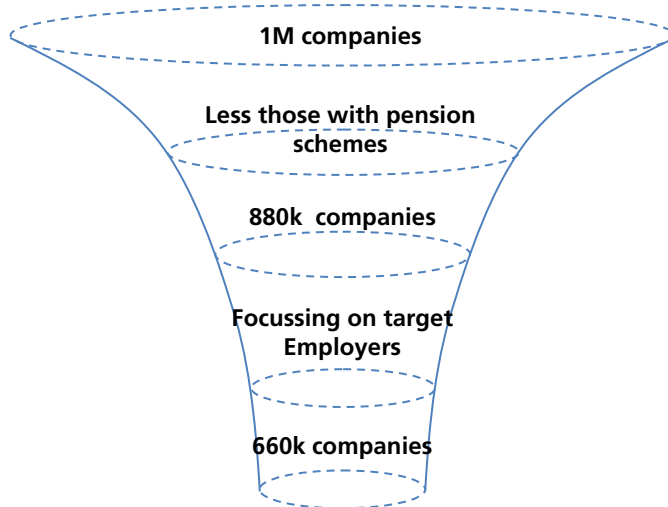 1M companies
Less those with pension
schemes
880k companies
Focussing on target
Employers
660k companies